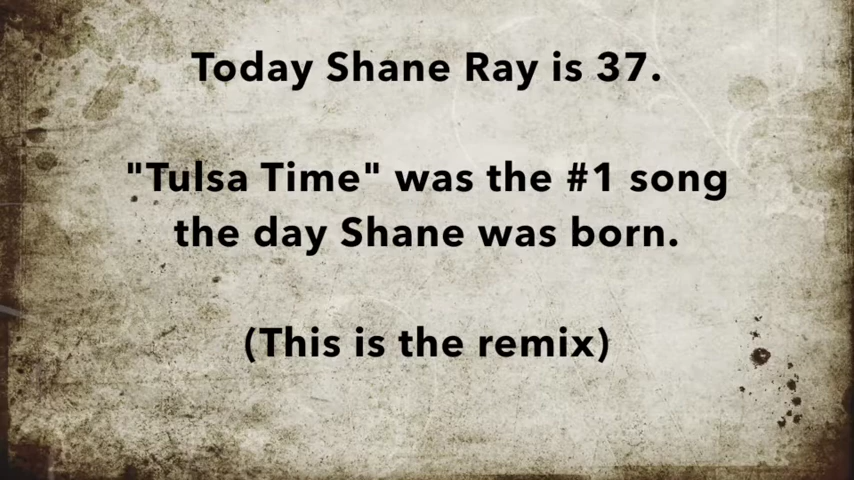 Today Shane Ray is 37.
"Tulsa Time" was the #1 song
the day Shane was born.
(This is the remix)